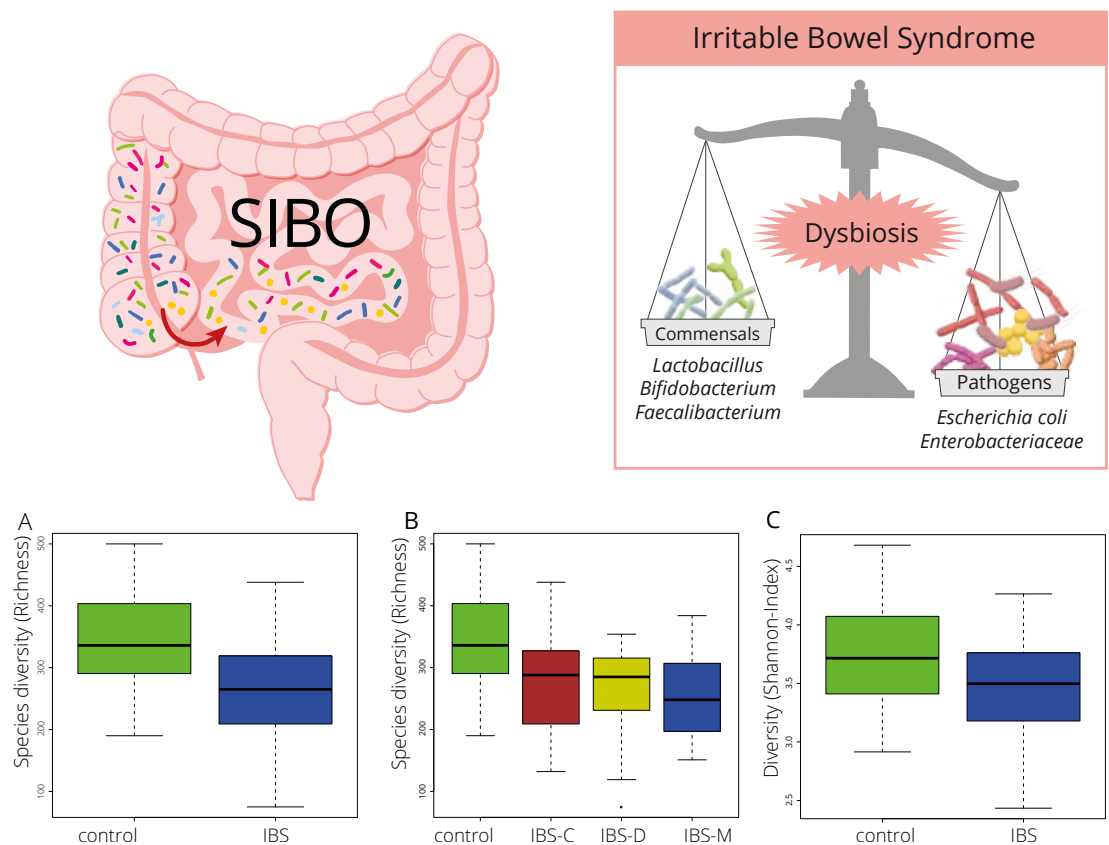 SIBO
Irritable Bowel Syndrome
Dysbiosis
Commensals
Lactobacillus
Bifidobacterium
Faecalibacterium
Pathogens
Escherichia coli
Enterobacteriaceae
A
Species diversity (Richness)
500
400
300
200
100
control IBS
B
Species diversity (Richness)
500
400
300
200
100
control IBS-C IBS-D IBS-M
C
Diversity (Shannon-Index)
4.5
4.0
3.5
3.0
2.5
control IBS